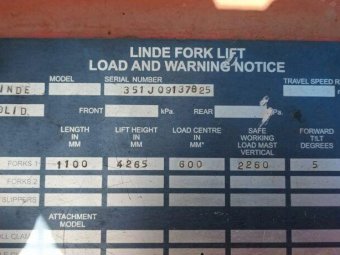 LINDE FORK LIFT
LOAD AND WARNING NOTICE
MODEL SERIAL NUMBER TRAVEL SPEED
LINDE 351J09137825
SOLID FRONT kPa. REAR kPa.
LENGTH IN MM LIFT HEIGHT IN MM LOAD CENTRE IN MM* SAFE WORKING LOAD MAST VERTICAL FORWARD TILT DEGREES
FORKS 1 1100 4265 600 2260 5
FORKS 2
SLIPPERS
ATTACHMENT MODEL